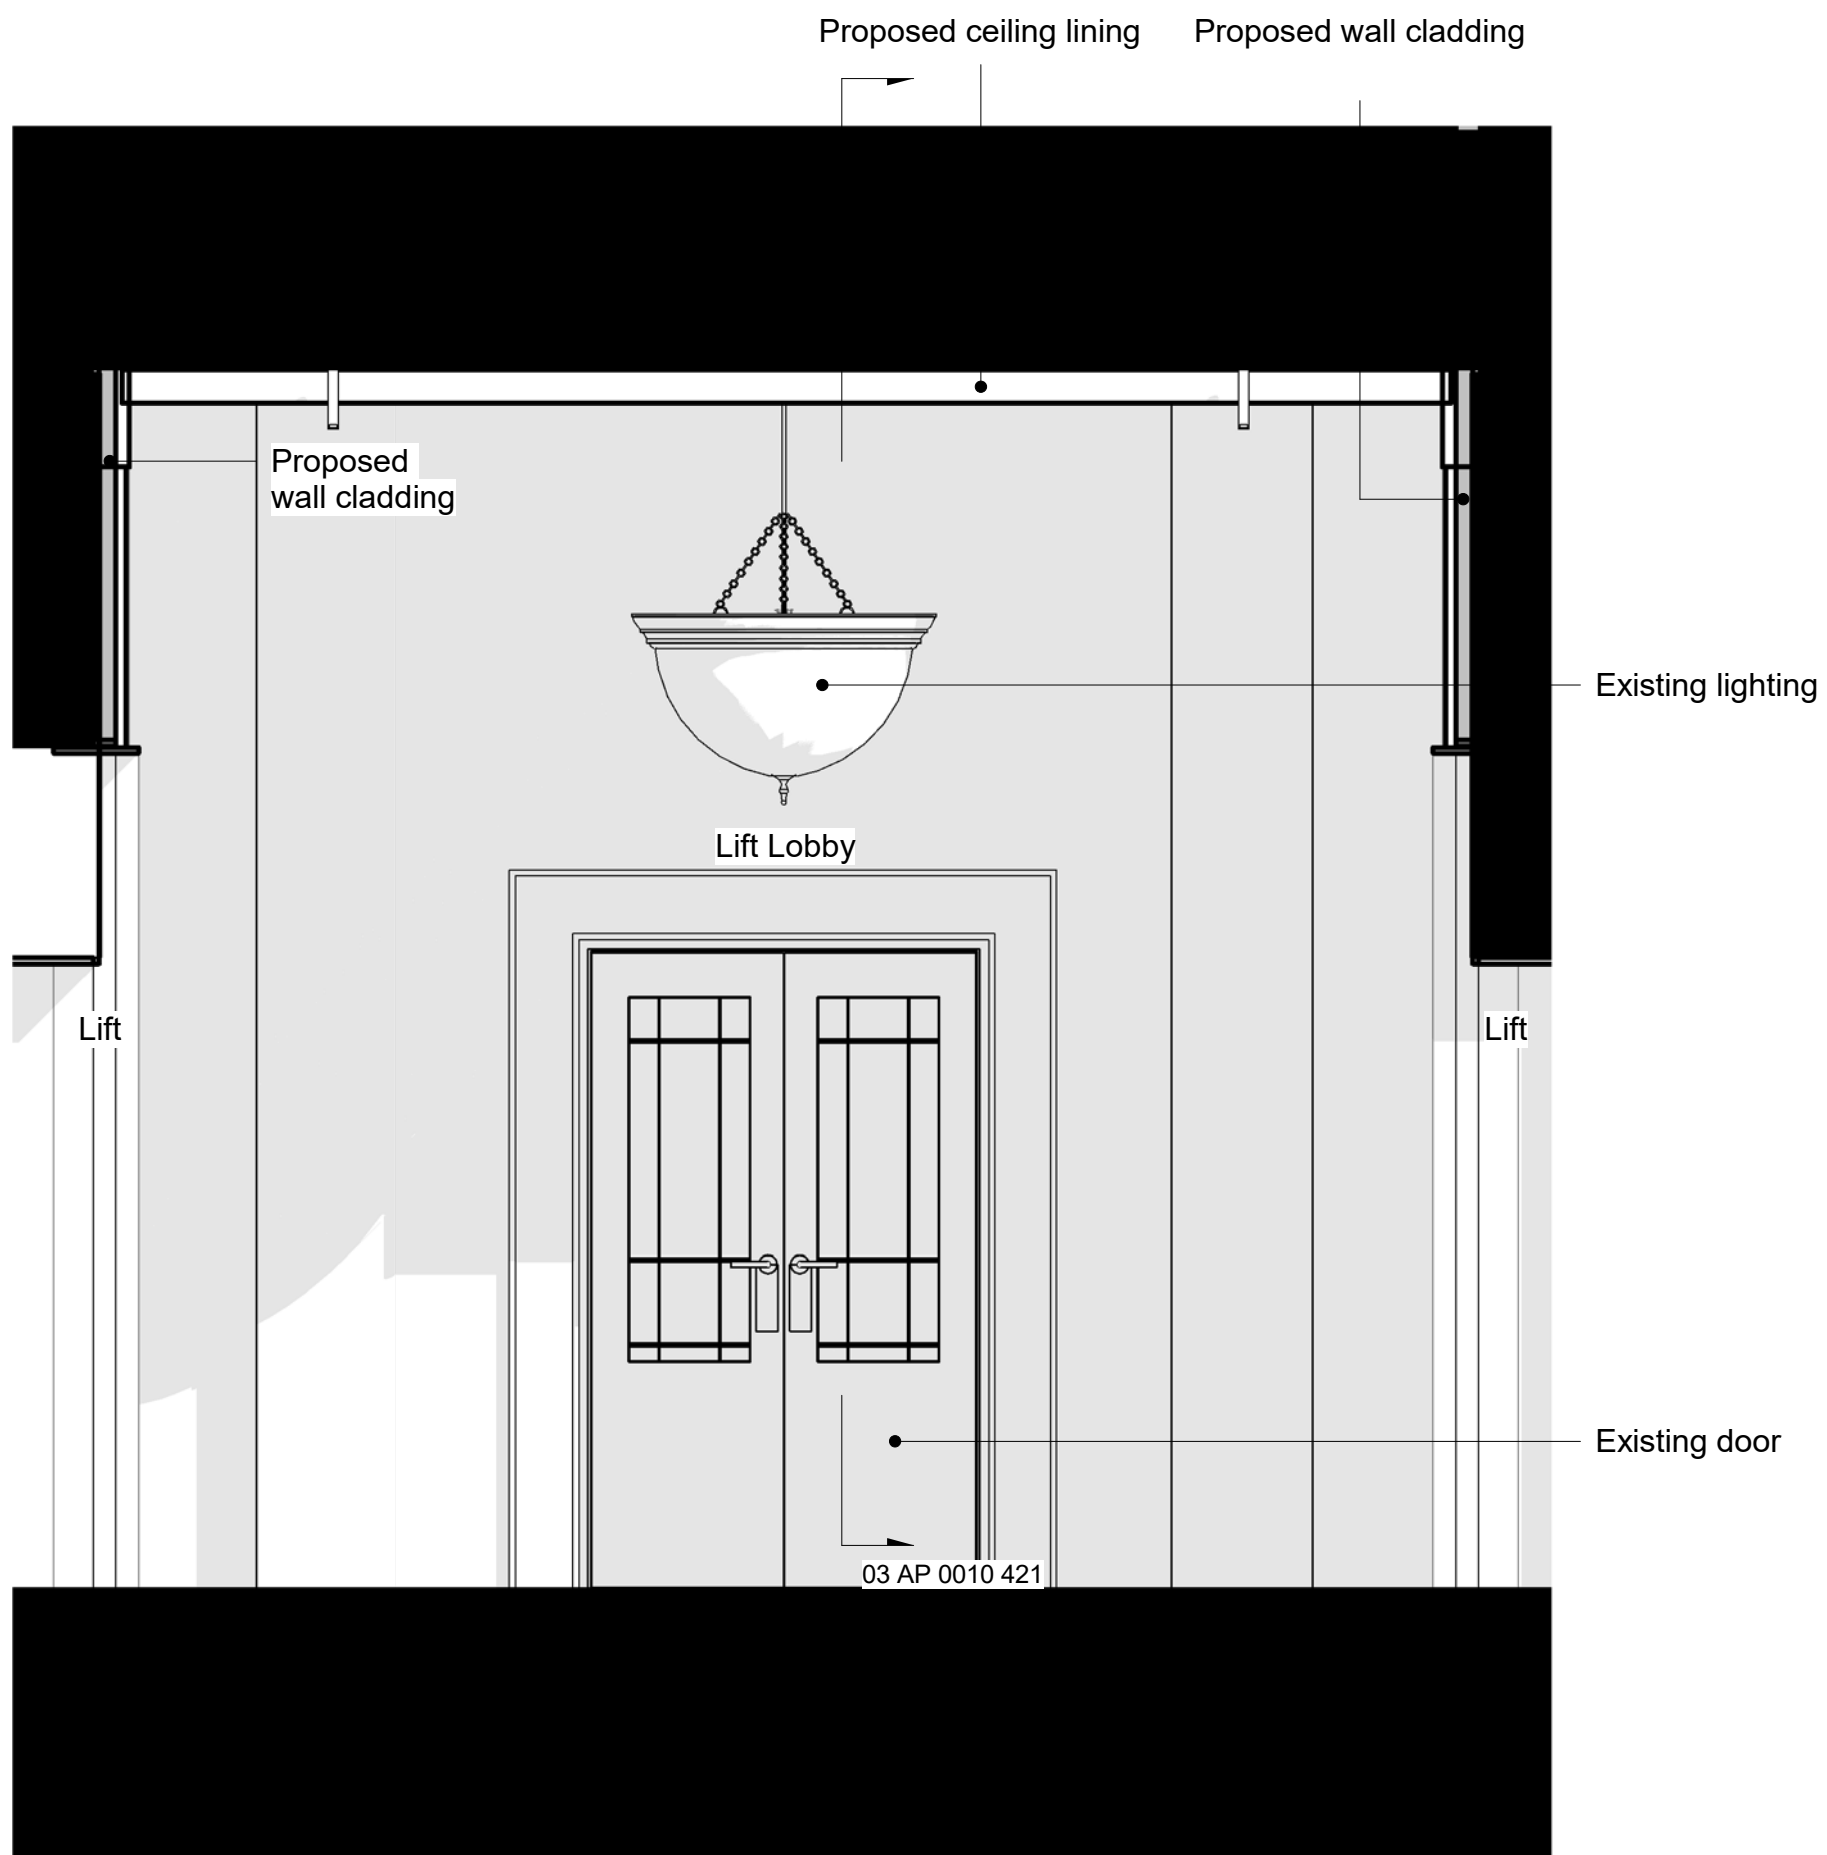 Proposed ceiling lining
Proposed wall cladding
Proposed
wall cladding
Existing lighting
Lift Lobby
Lift
Lift
Existing door
03 AP 0010 421